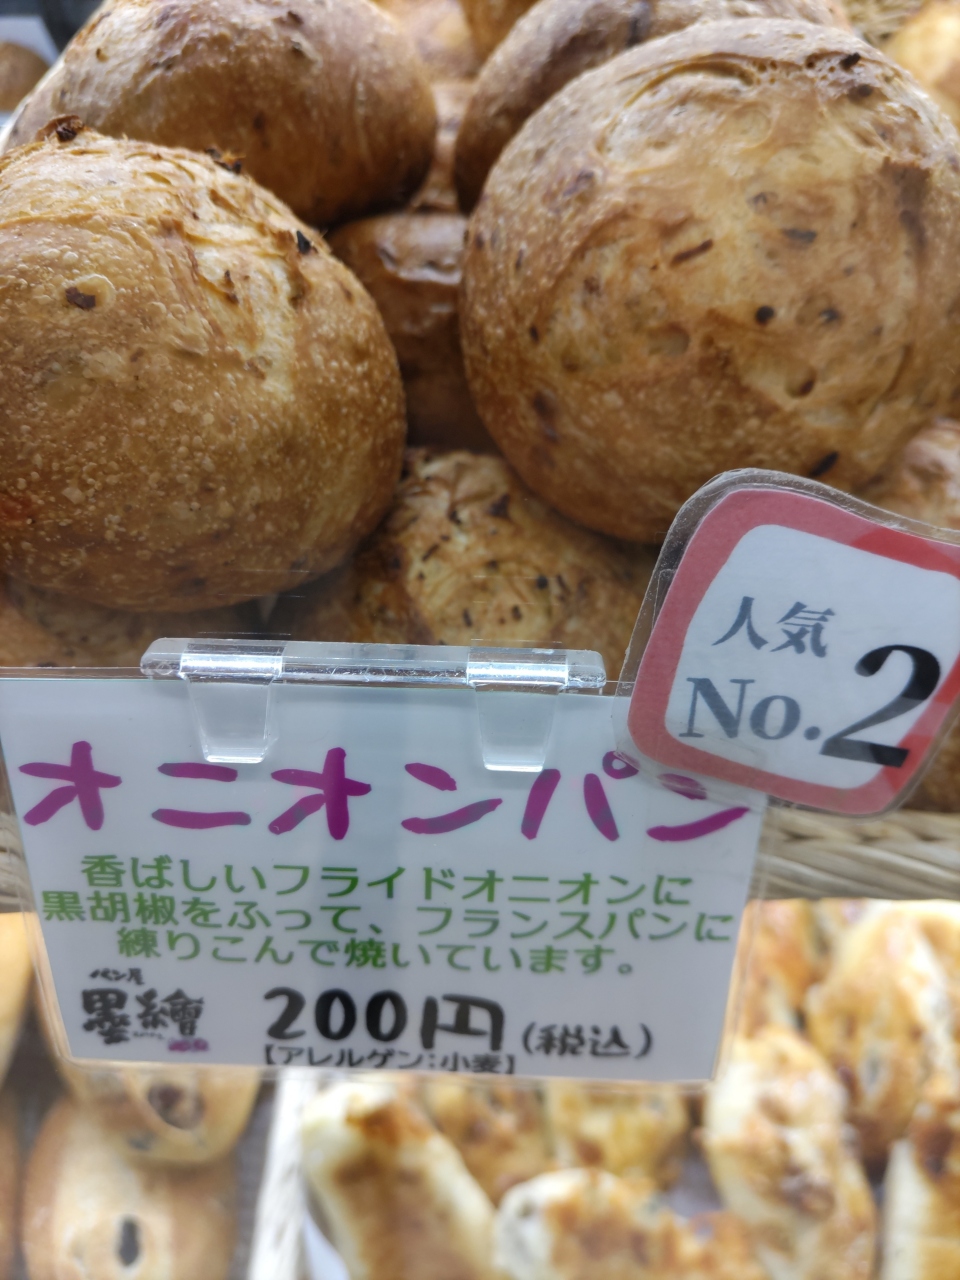 人気
No.2
オニオンパン
香ばしいフライドオニオンに
黒胡椒をふって、フランスパンに
練りこんで焼いています。
パン屋
墨繪
200円(税込)
【アレルゲン:小麦】